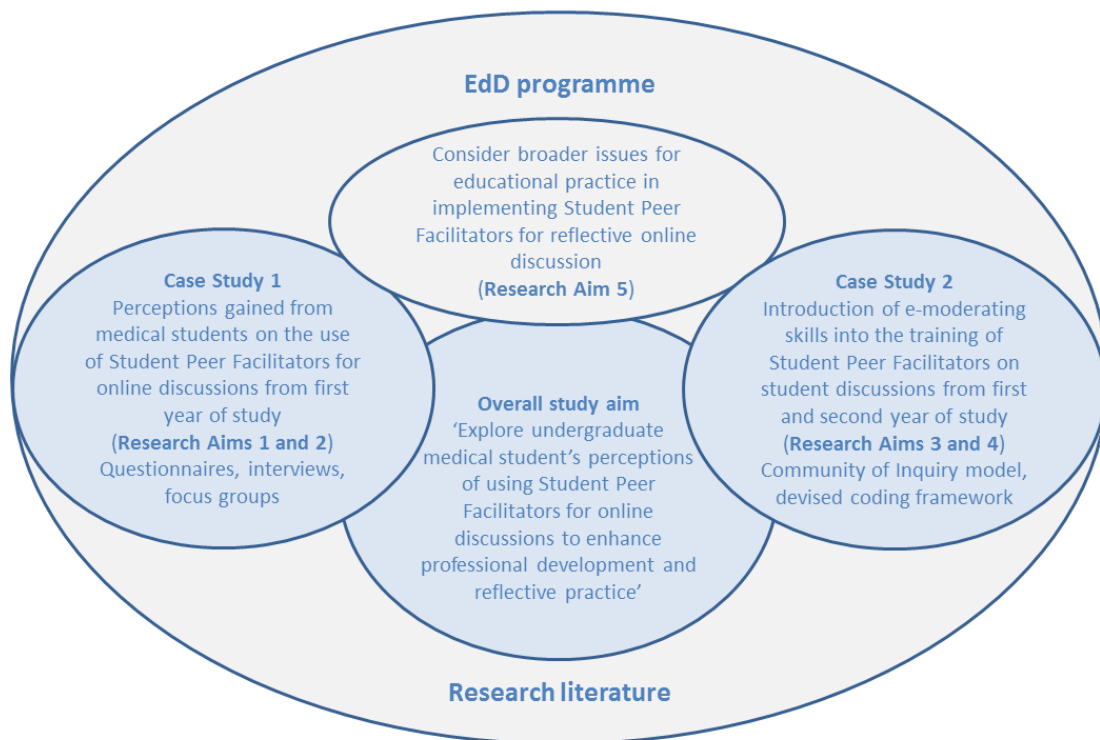 EdD programme
Consider broader issues for
educational practice in
implementing Student Peer
Facilitators for reflective online
discussion
(Research Aim 5)
Case Study 1
Perceptions gained from
medical students on the use
of Student Peer Facilitators for
online discussions from first
year of study
(Research Aims 1 and 2)
Questionnaires, interviews,
focus groups
Overall study aim
‘Explore undergraduate
medical student’s perceptions
of using Student Peer
Facilitators for online
discussions to enhance
professional development and
reflective practice’
Case Study 2
Introduction of e-moderating
skills into the training of
Student Peer Facilitators on
student discussions from first
and second year of study
(Research Aims 3 and 4)
Community of Inquiry model,
devised coding framework
Research literature